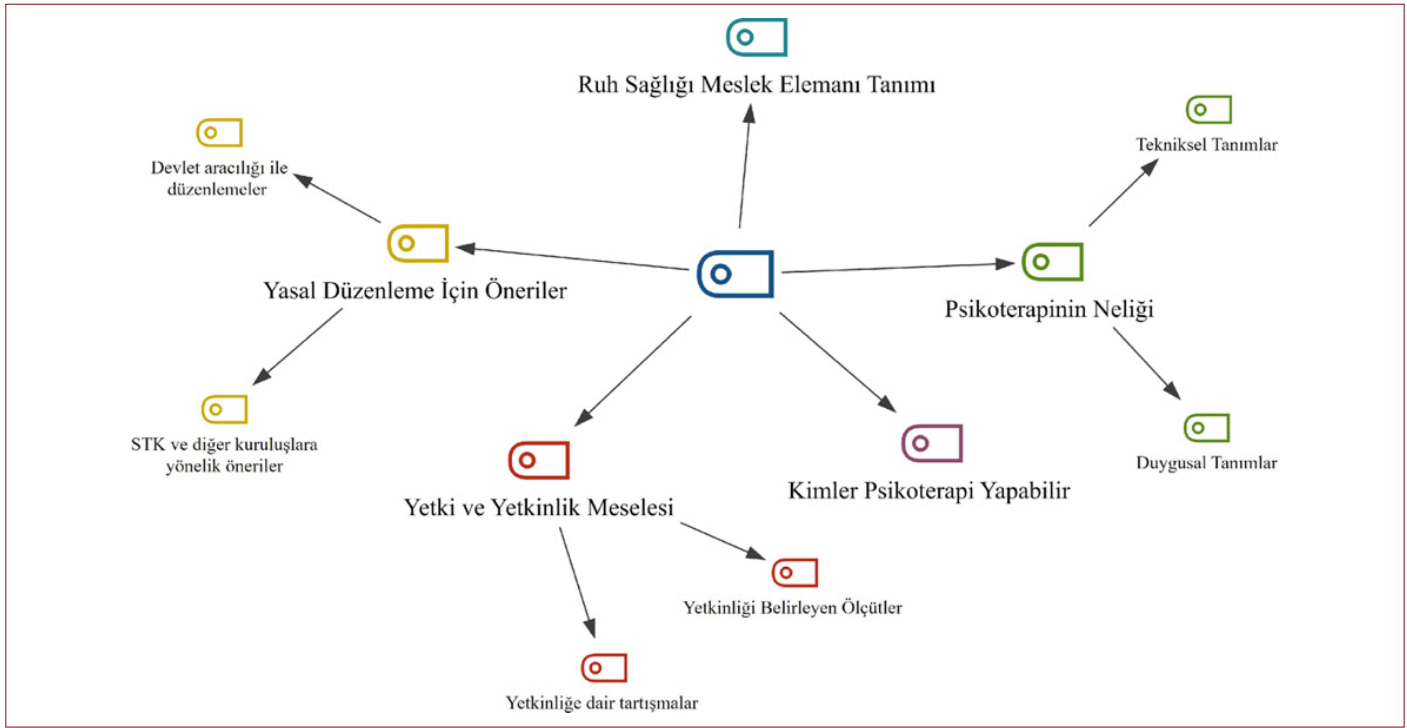 Ruh Sağlığı Meslek Elemanı Tanımı
Devlet aracılığı ile
düzenlemeler
Tekniksel Tanımlar
Yasal Düzenleme İçin Öneriler
Psikoterapinin Neliği
STK ve diğer kuruluşlara
yönelik öneriler
Duygusal Tanımlar
Yetki ve Yetkinlik Meselesi
Kimler Psikoterapi Yapabilir
Yetkinliği Belirleyen Ölçütler
Yetkinliğe dair tartışmalar